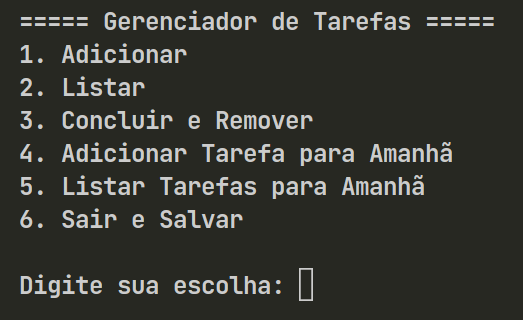 ===== Gerenciador de Tarefas =====
1. Adicionar
2. Listar
3. Concluir e Remover
4. Adicionar Tarefa para Amanhã
5. Listar Tarefas para Amanhã
6. Sair e Salvar
Digite sua escolha: